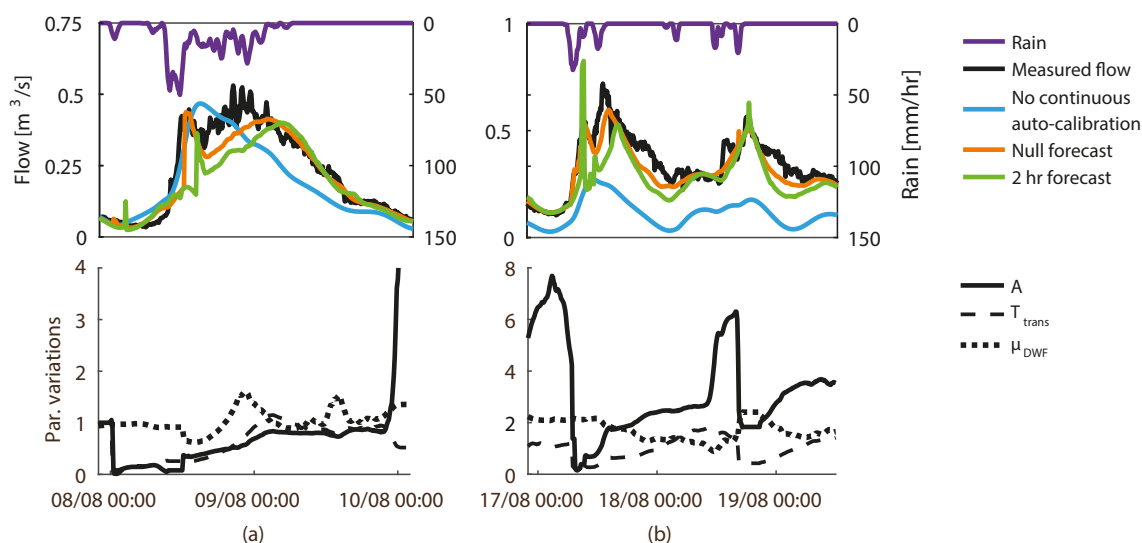 0.75
0.5
0.25
0
Flow [m³/s]
0
50
100
150
1
0.5
0
0
50
100
150
Rain [mm/hr]
Rain
Measured flow
No continuous
auto-calibration
Null forecast
2 hr forecast
4
3
2
1
0
Par. variations
08/08 00:00
09/08 00:00
10/08 00:00
(a)
8
6
4
2
0
17/08 00:00
18/08 00:00
19/08 00:00
(b)
A
T trans
μ DWF